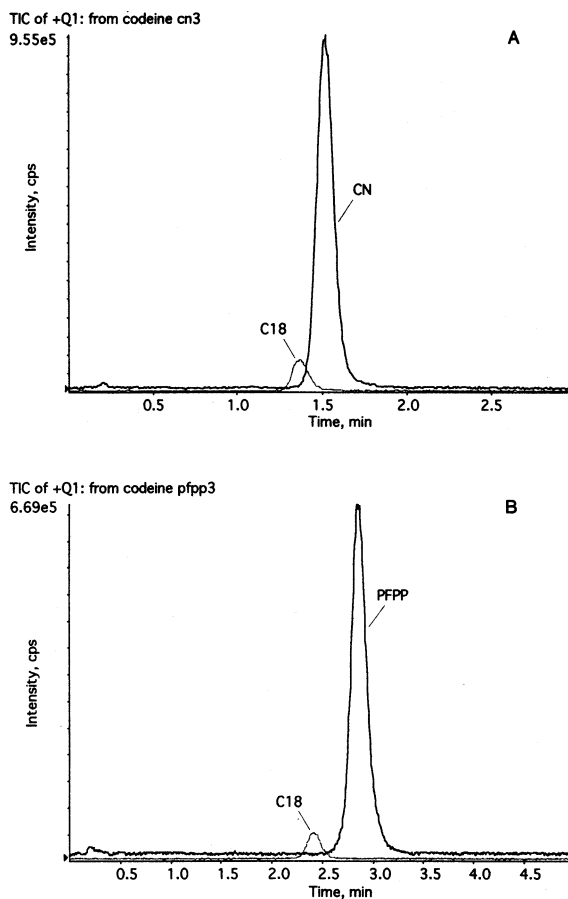 TIC of +Q1: from codeine cn3
9.55e5
A
Intensity, cps
CN
C18
0.5 1.0 1.5 2.0 2.5
Time, min
TIC of +Q1: from codeine pfpp3
6.69e5
B
Intensity, cps
PFPP
C18
0.5 1.0 1.5 2.0 2.5 3.0 3.5 4.0 4.5
Time, min